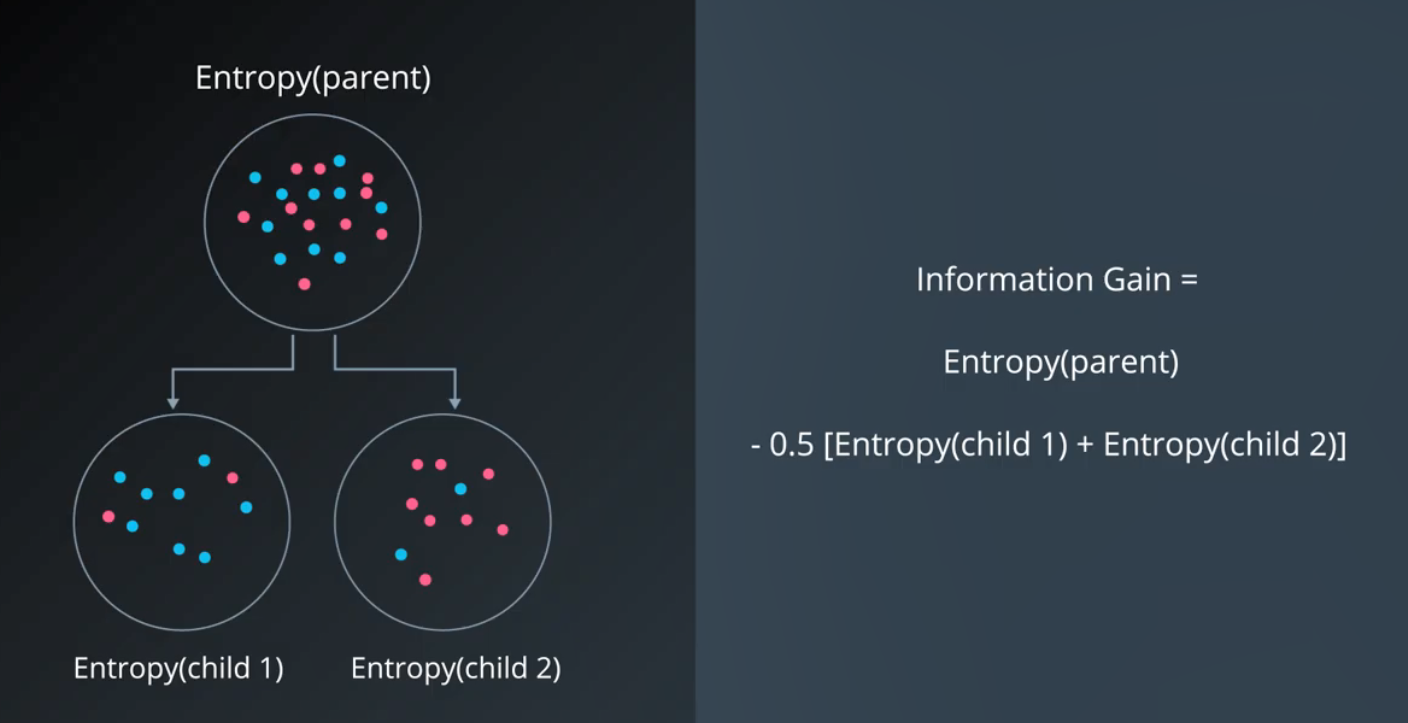 Entropy(parent)
Entropy(child 1)
Entropy(child 2)
Information Gain =
Entropy(parent)
- 0.5 [Entropy(child 1) + Entropy(child 2)]